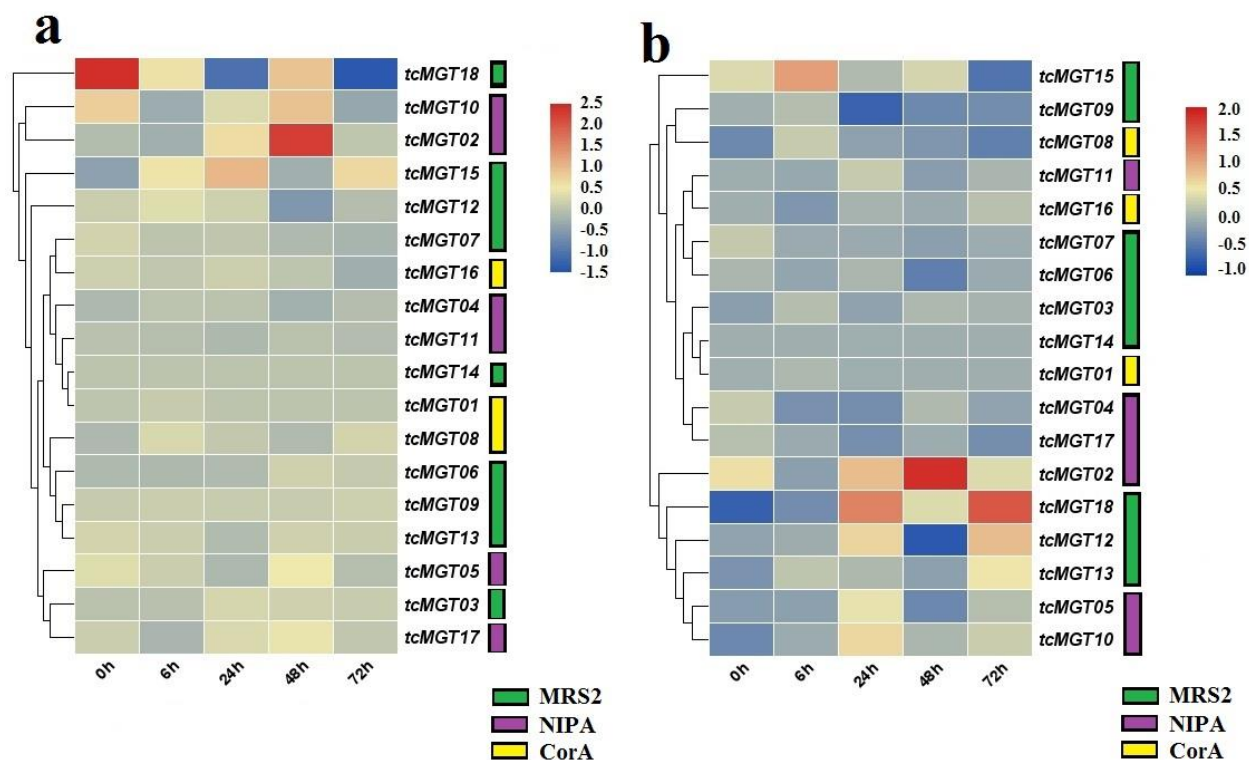 a
tcMGT18
tcMGT10
tcMGT02
tcMGT15
tcMGT12
tcMGT07
tcMGT16
tcMGT04
tcMGT11
tcMGT14
tcMGT01
tcMGT08
tcMGT06
tcMGT09
tcMGT13
tcMGT05
tcMGT03
tcMGT17
0h 6h 24h 48h 72h
2.5
2.0
1.5
1.0
0.5
0.0
-0.5
-1.0
-1.5
MRS2
NIPA
CorA
b
tcMGT15
tcMGT09
tcMGT08
tcMGT11
tcMGT16
tcMGT07
tcMGT06
tcMGT03
tcMGT14
tcMGT01
tcMGT04
tcMGT17
tcMGT02
tcMGT18
tcMGT12
tcMGT13
tcMGT05
tcMGT10
0h 6h 24h 48h 72h
2.0
1.5
1.0
0.5
0.0
-0.5
-1.0
MRS2
NIPA
CorA